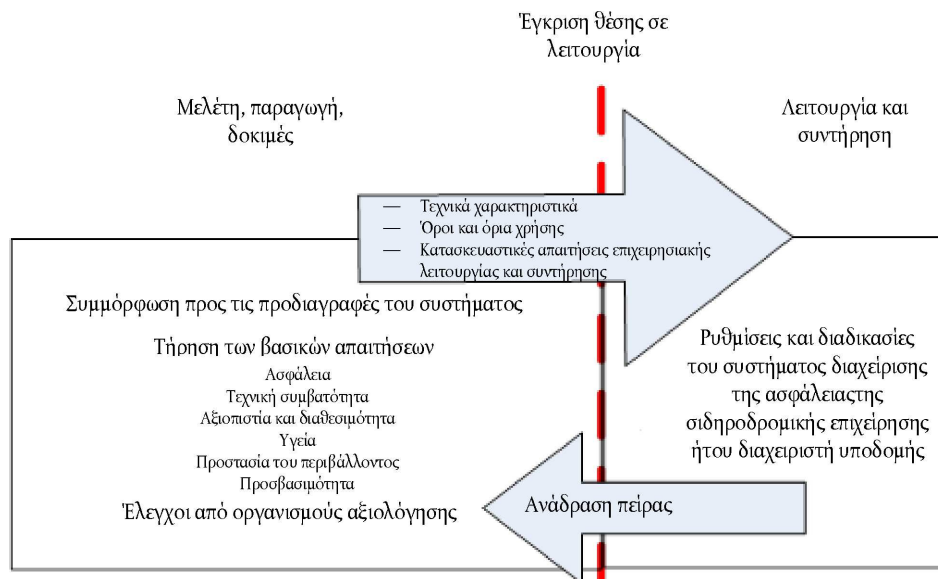 Έγκριση θέσης σε
λειτουργία
Μελέτη, παραγωγή,
δοκιμές
Λειτουργία και
συντήρηση
— Τεχνικά χαρακτηριστικά
— Όροι και όρια χρήσης
— Κατασκευαστικές απαιτήσεις επιχειρησιακής
λειτουργίας και συντήρησης
Συμμόρφωση προς τις προδιαγραφές του συστήματος
Τήρηση των βασικών απαιτήσεων
Ασφάλεια
Τεχνική συμβατότητα
Αξιοπιστία και διαθεσιμότητα
Υγεία
Προστασία του περιβάλλοντος
Προσβασιμότητα
Έλεγχοι από οργανισμούς αξιολόγησης
Ρυθμίσεις και διαδικασίες
του συστήματος διαχείρισης
της ασφάλειαςτης
σιδηροδρομικής επιχείρησης
ήτου διαχειριστή υποδομής
Ανάδραση πείρας